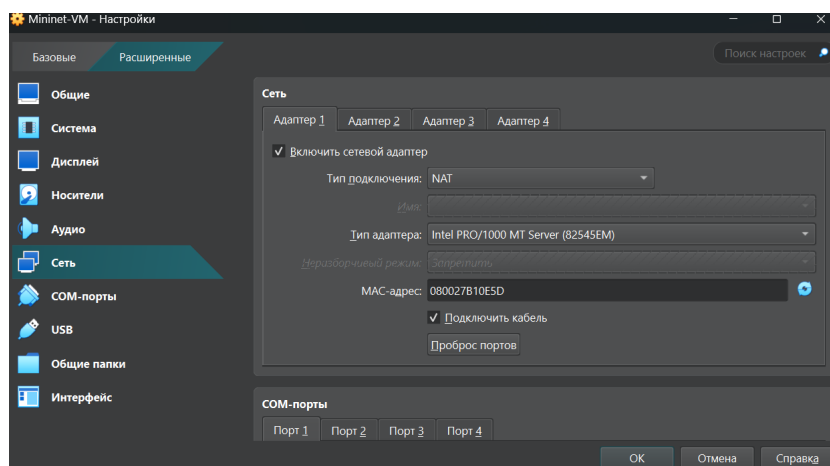 Mininet-VM - Настройки
Базовые Расширенные
Поиск настроек
Общие
Система
Дисплей
Носители
Аудио
Сеть
COM-порты
USB
Общие папки
Интерфейс
Сеть
Адаптер 1 Адаптер 2 Адаптер 3 Адаптер 4
Включить сетевой адаптер
Тип подключения: NAT
Имя:
Тип адаптера: Intel PRO/1000 MT Server (82545EM)
Неразборчивый режим: Запретить
MAC-адрес: 080027B10E5D
Подключить кабель
Проброс портов
COM-порты
Порт 1 Порт 2 Порт 3 Порт 4
OK Отмена Справка